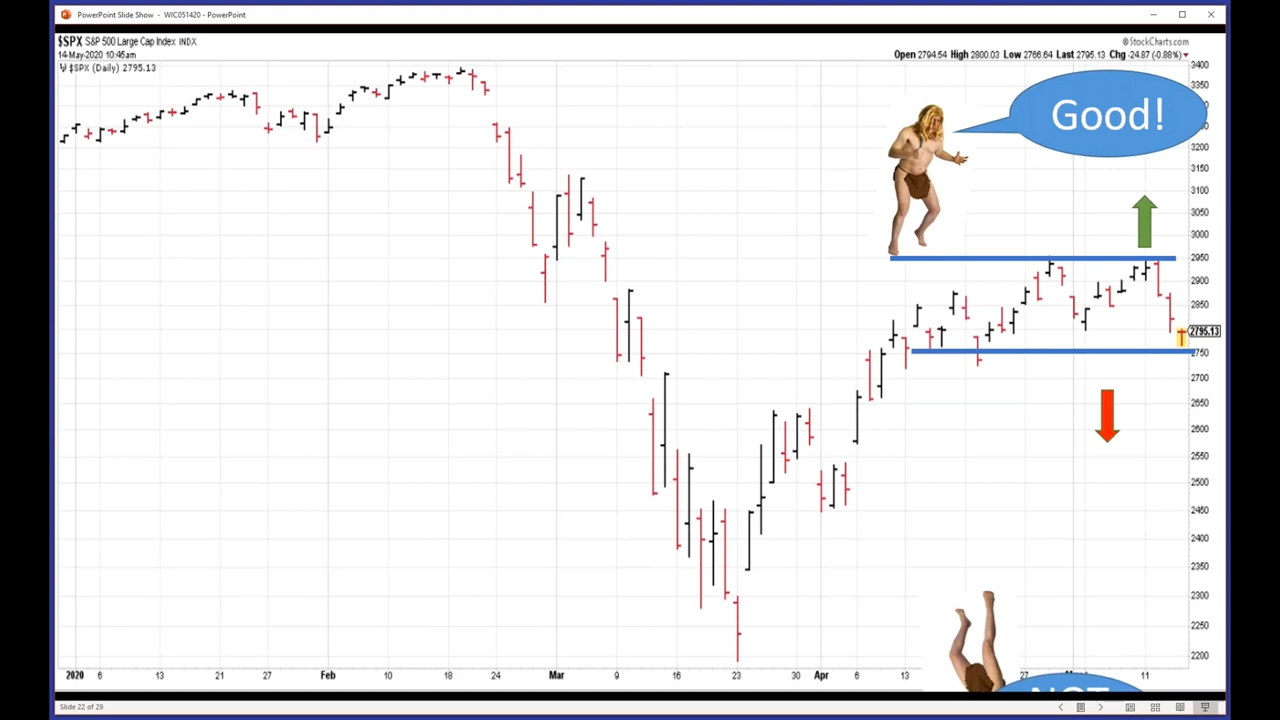 PowerPoint Slide Show - WIC051420 - PowerPoint
$SPX S&P 500 Large Cap Index INDX
@StockCharts.com
14-May-2020 10:45am
Open 2794.54 High 2800.03 Low 2766.64 Last 2795.13 Chg -24.87 (-0.88%)
$SPX (Daily) 2795.13
3400
3350
3200
3150
3100
3050
3000
2950
2900
2850
2795.13
2750
2700
2650
2600
2550
2500
2450
2400
2350
2300
2250
2200
Good!
NOT
2020 6 13 21 27 Feb 10 18 24 Mar 9 16 23 30 Apr 6 13 27 11
Slide 22 of 29